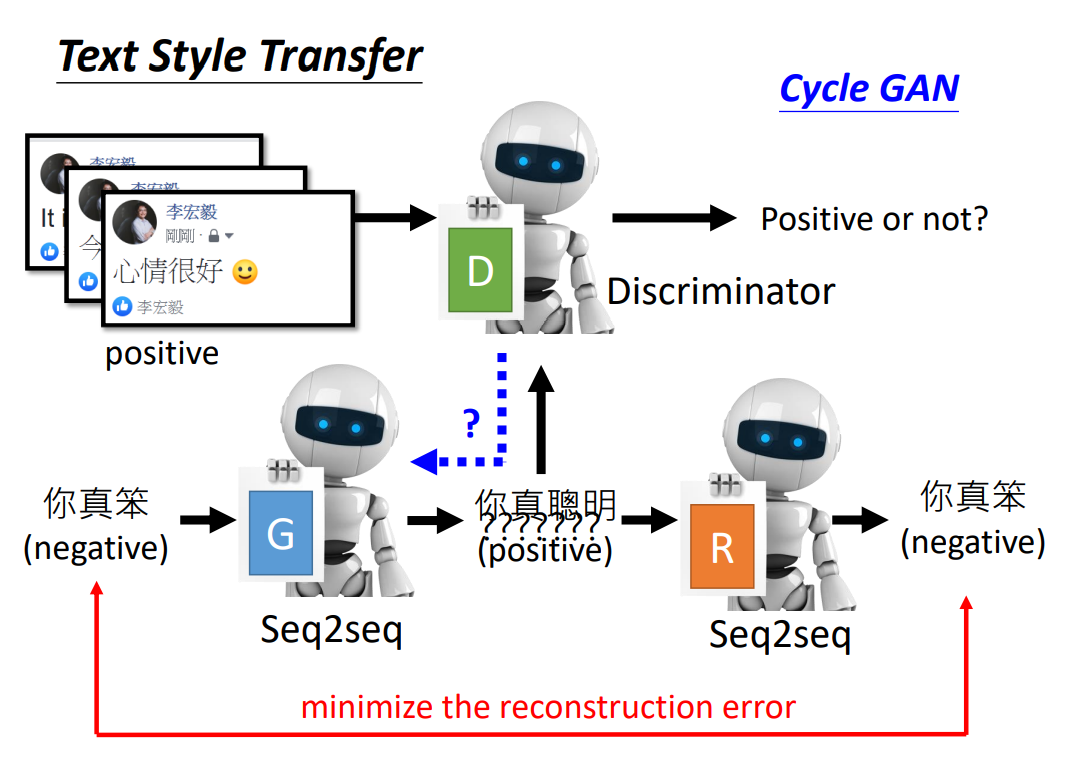 Text Style Transfer
Cycle GAN
李宏毅
It i
李宏毅
今
李宏毅
剛剛 ·
心情很好
李宏毅
positive
D
Positive or not?
Discriminator
?
你真笨
(negative)
G
Seq2seq
你真聰明
???????
(positive)
R
Seq2seq
你真笨
(negative)
minimize the reconstruction error